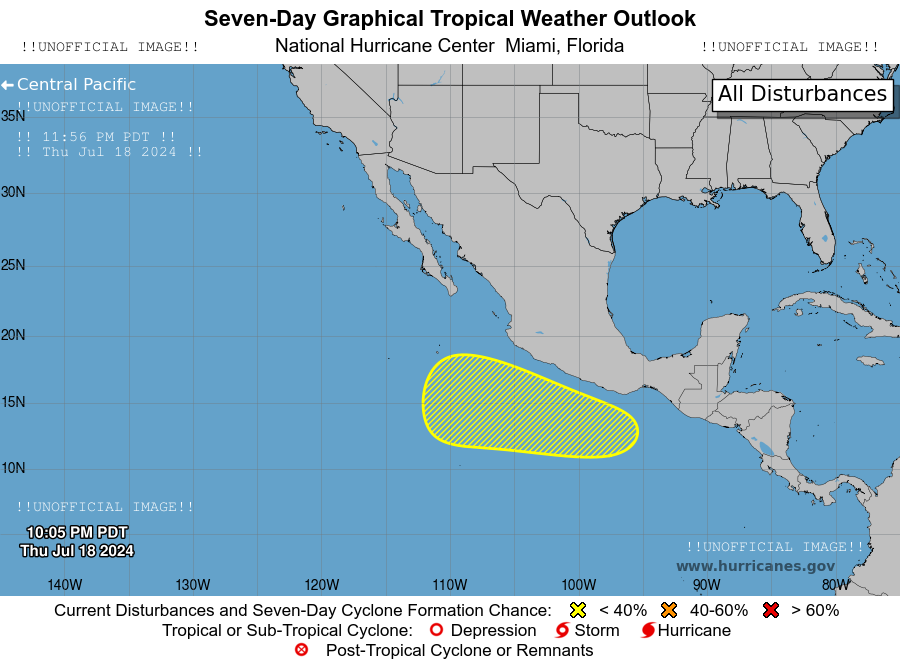 Seven-Day Graphical Tropical Weather Outlook
!!UNOFFICIAL IMAGE!! National Hurricane Center Miami, Florida !!UNOFFICIAL IMAGE!!
Central Pacific
All Disturbances
!!UNOFFICIAL IMAGE!!
35N
!! 11:56 PM PDT !!
!! Thu Jul 18 2024 !!
30N
25N
20N
15N
10N
!!UNOFFICIAL IMAGE!!
10:05 PM PDT
Thu Jul 18 2024
!!UNOFFICIAL IMAGE!!
www.hurricanes.gov
140W 130W 120W 110W 100W 90W 80W
Current Disturbances and Seven-Day Cyclone Formation Chance: < 40% 40-60% > 60%
Tropical or Sub-Tropical Cyclone: Depression Storm Hurricane
Post-Tropical Cyclone or Remnants